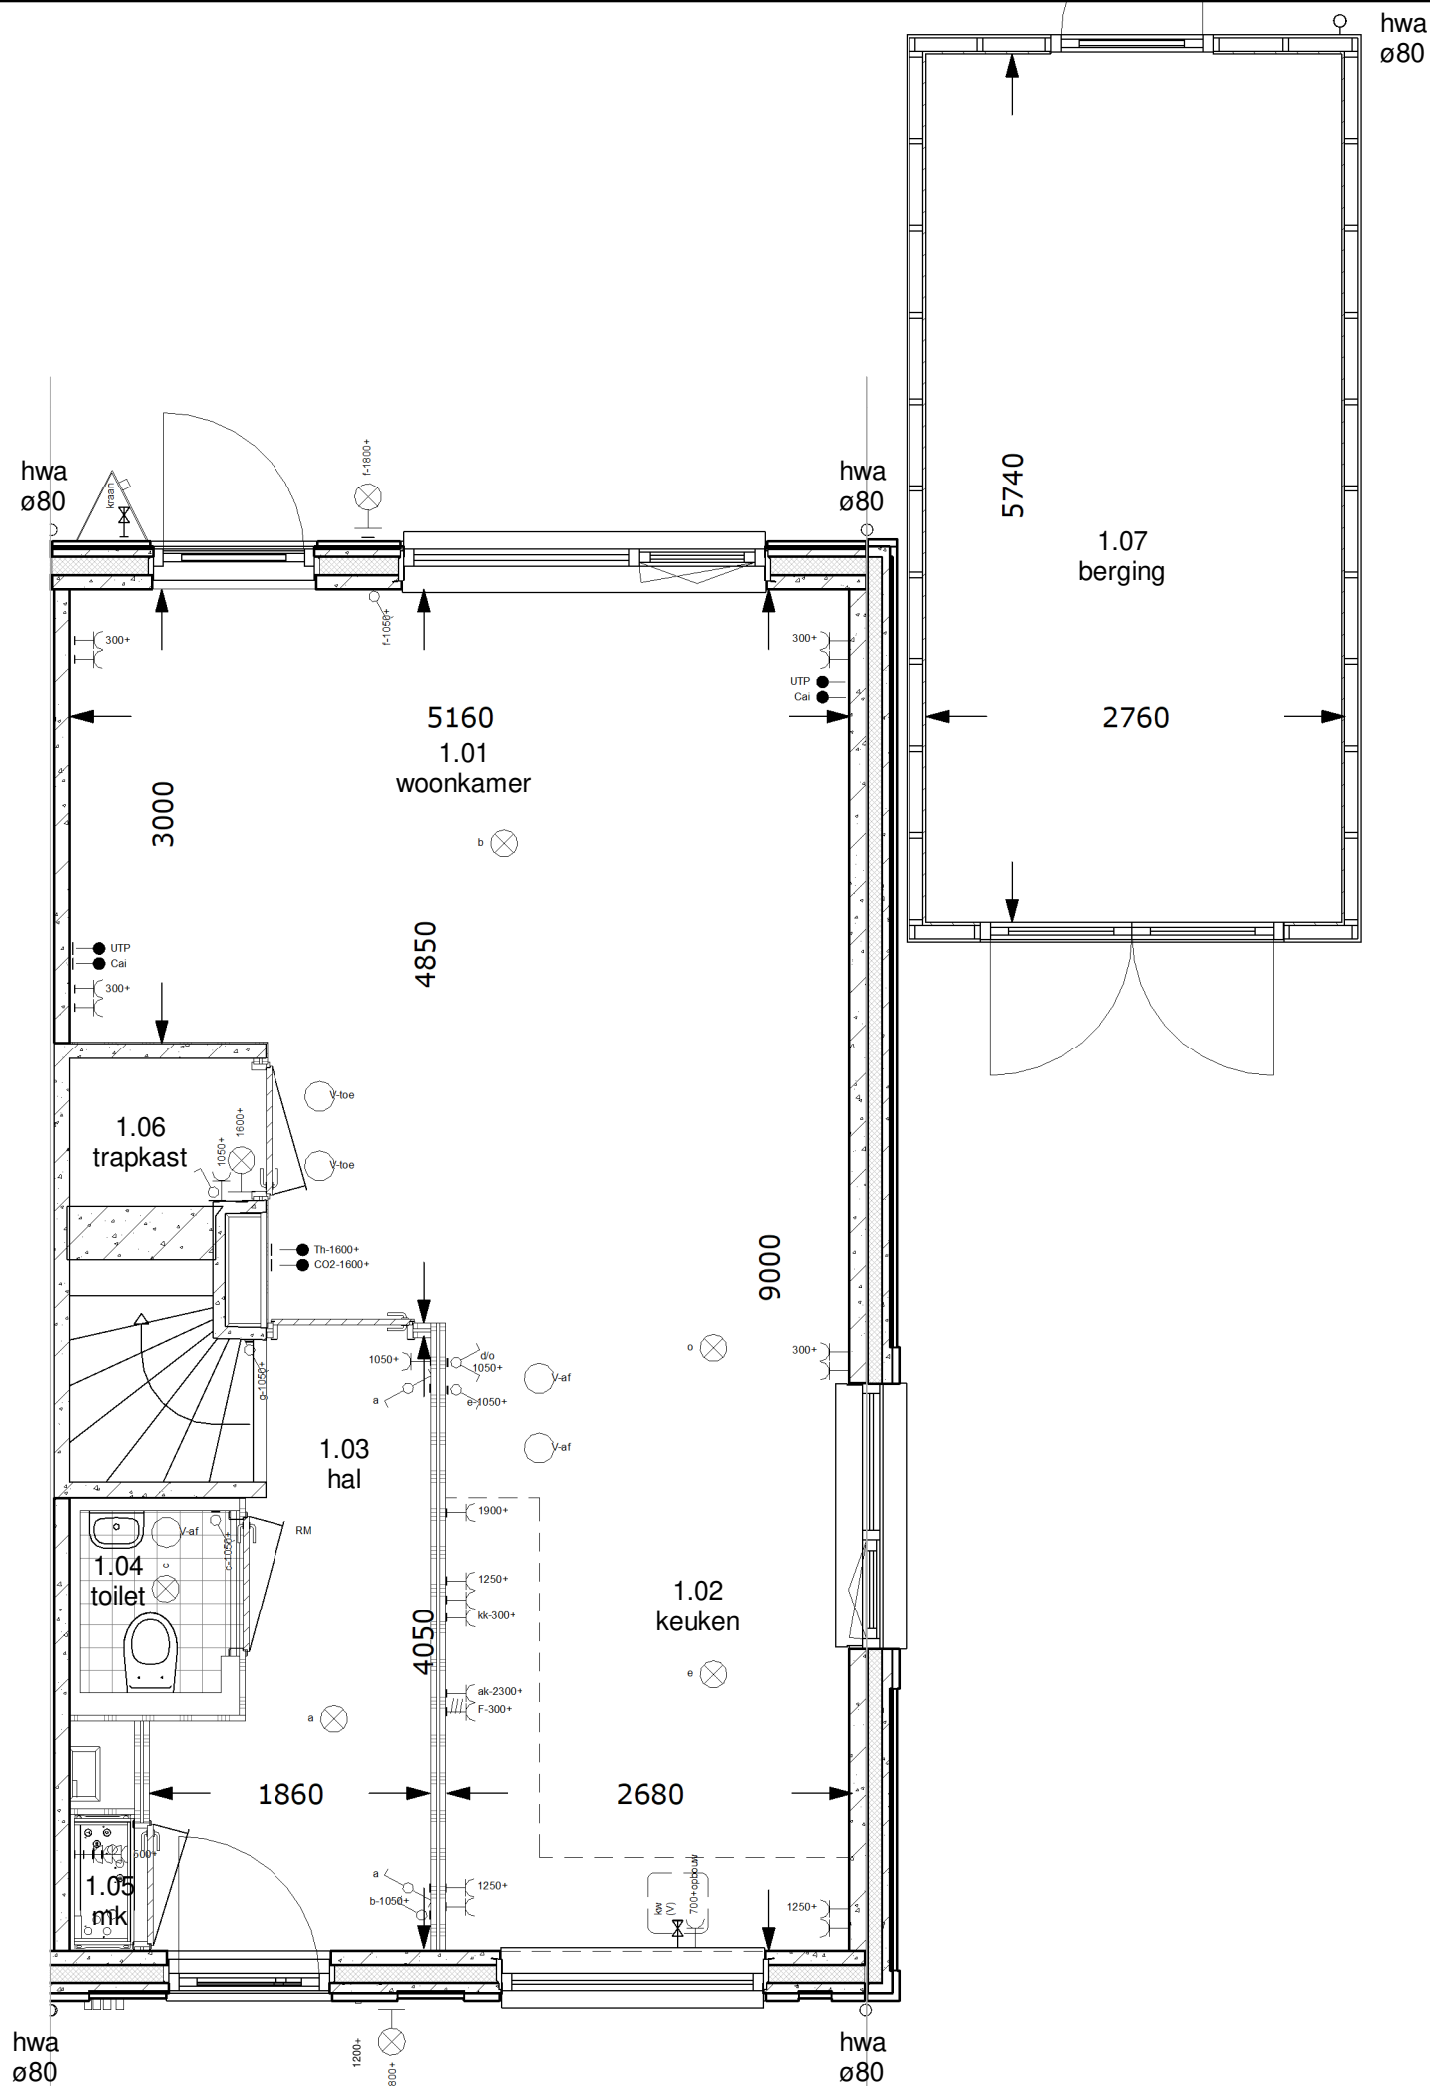 hwa
ø80
5740
1.07
berging
2760
hwa
ø80
kraan
f-1800+
hwa
ø80
f-1050+
300+
300+
UTP
Cai
5160
1.01
woonkamer
3000
b
4850
UTP
Cai
300+
V-toe
1.06
trapkast
1050+
1600+
V-toe
Th-1600+
CO2-1600+
9000
g-1050+
1050+
a
d/o
1050+
e-1050+
o
300+
V-af
V-af
1.03
hal
1900+
RM
V-af
c-1050+
1.04
toilet
c
1250+
kk-300+
1.02
keuken
4050
e
ak-2300+
F-300+
a
1860
2680
500+
1.05
mk
a
b-1050+
1250+
kw
(V)
700+opbouw
1250+
hwa
ø80
1200+
800+
hwa
ø80